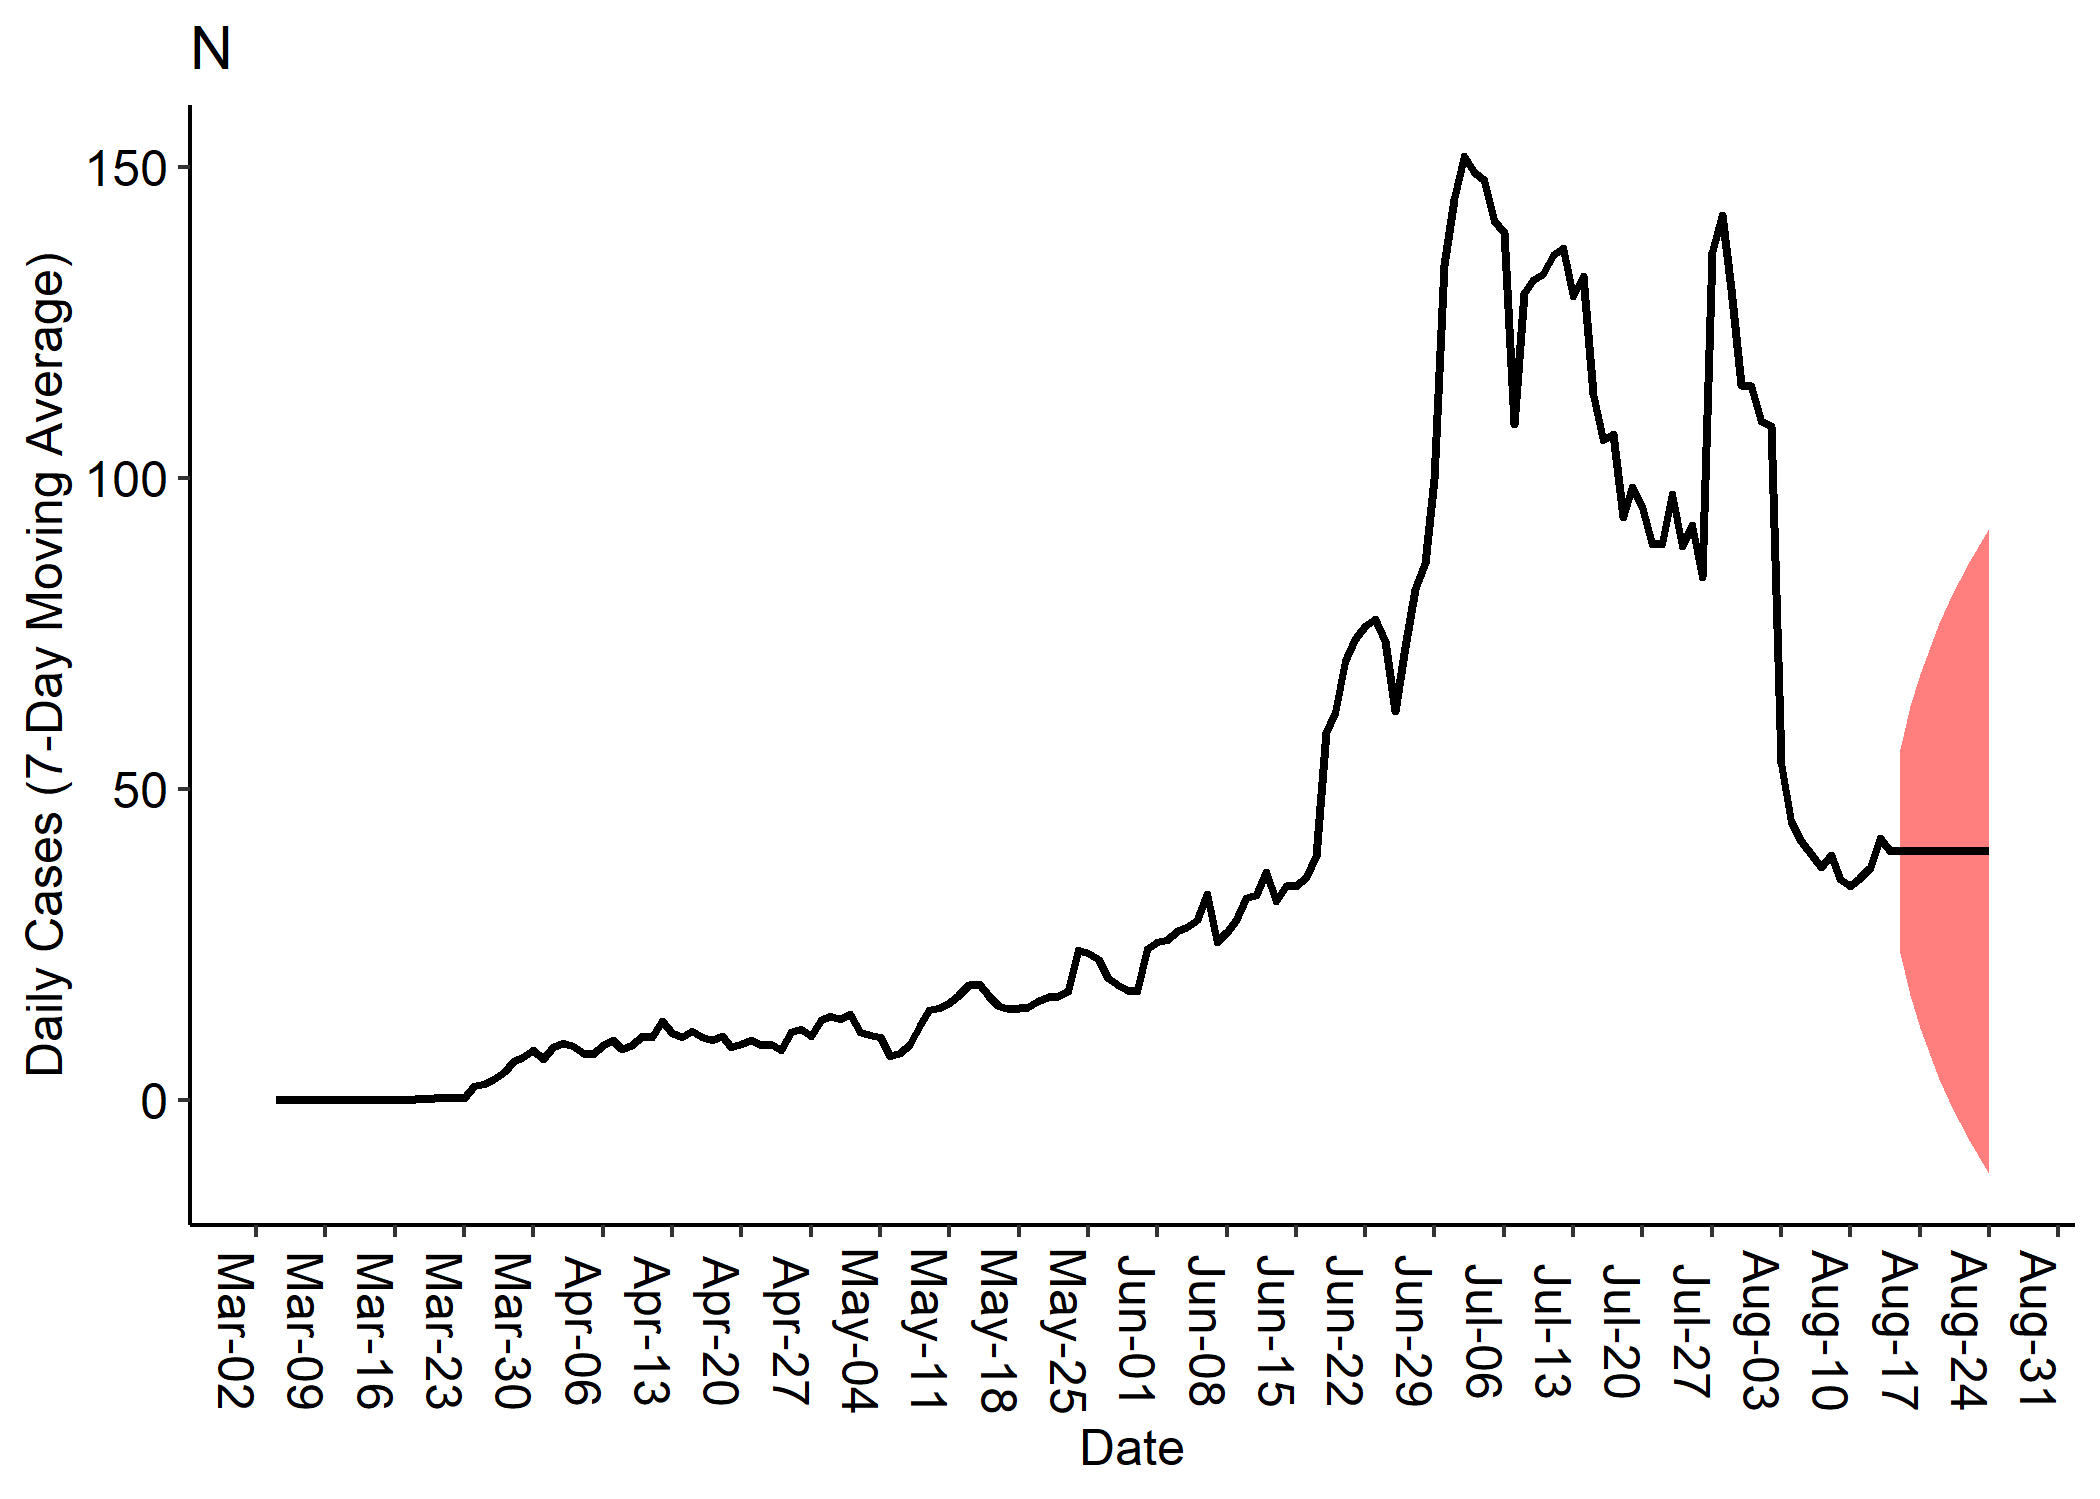 N
Daily Cases (7-Day Moving Average)
150
100
50
0
Mar-02
Mar-09
Mar-16
Mar-23
Mar-30
Apr-06
Apr-13
Apr-20
Apr-27
May-04
May-11
May-18
May-25
Jun-01
Jun-08
Jun-15
Jun-22
Jun-29
Jul-06
Jul-13
Jul-20
Jul-27
Aug-03
Aug-10
Aug-17
Aug-24
Aug-31
Date